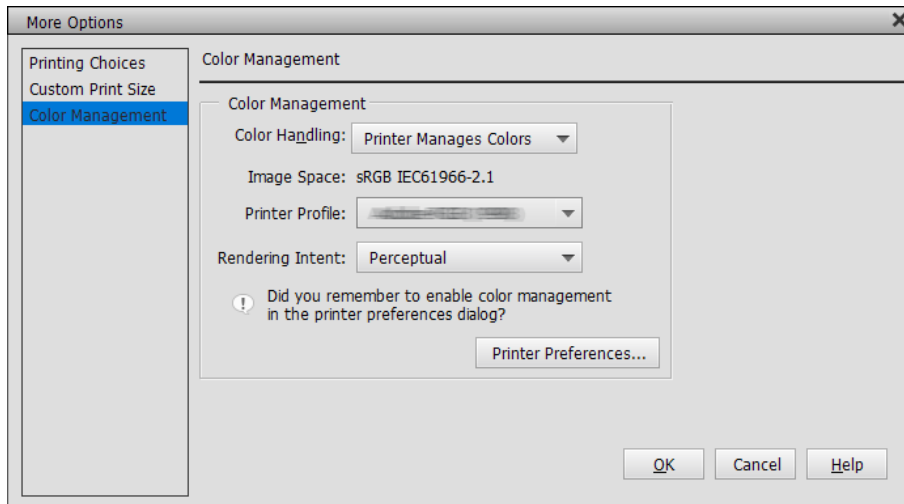 More Options
Printing Choices
Custom Print Size
Color Management
Color Management
Color Management
Color Handling: Printer Manages Colors
Image Space: sRGB IEC61966-2.1
Printer Profile:
Rendering Intent: Perceptual
Did you remember to enable color management
in the printer preferences dialog?
Printer Preferences...
OK Cancel Help